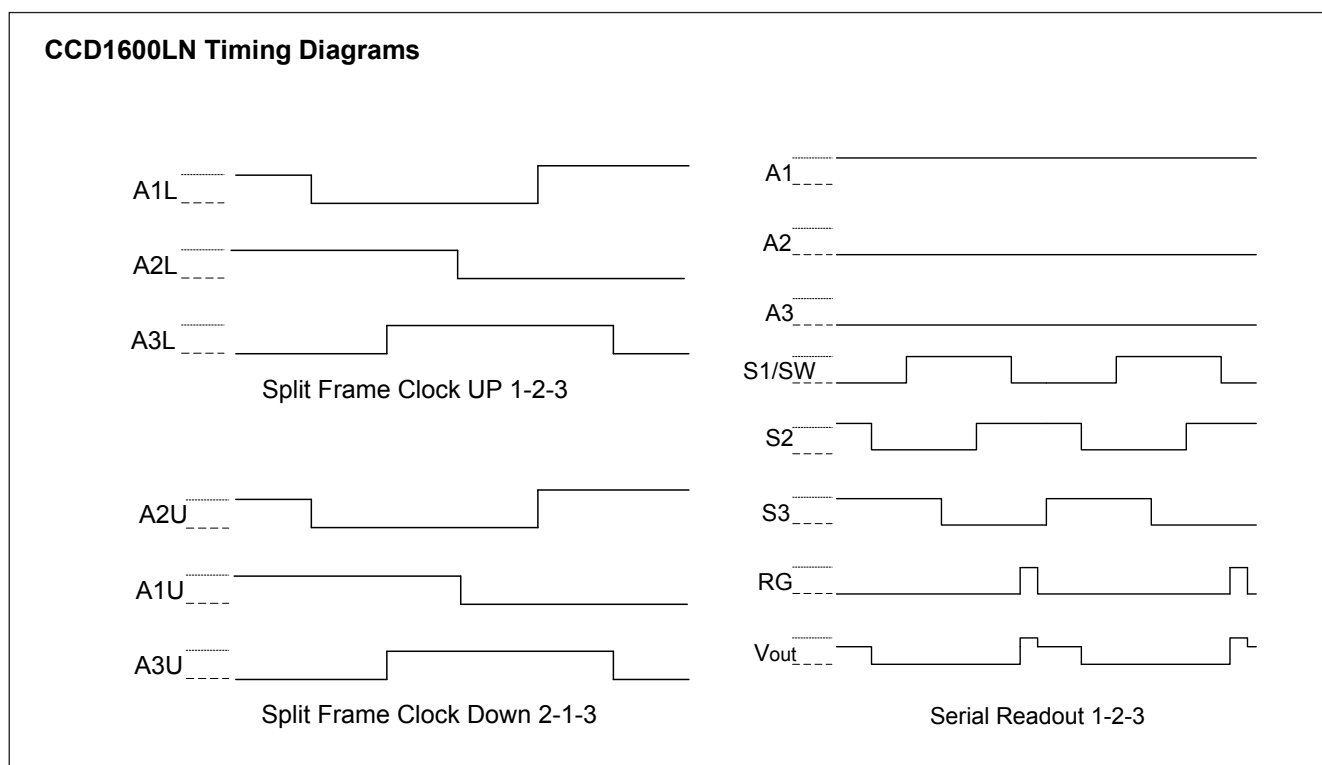 CCD1600LN Timing Diagrams
A1L
A2L
A3L
Split Frame Clock UP 1-2-3
A2U
A1U
A3U
Split Frame Clock Down 2-1-3
A1
A2
A3
S1/SW
S2
S3
RG
Vout
Serial Readout 1-2-3